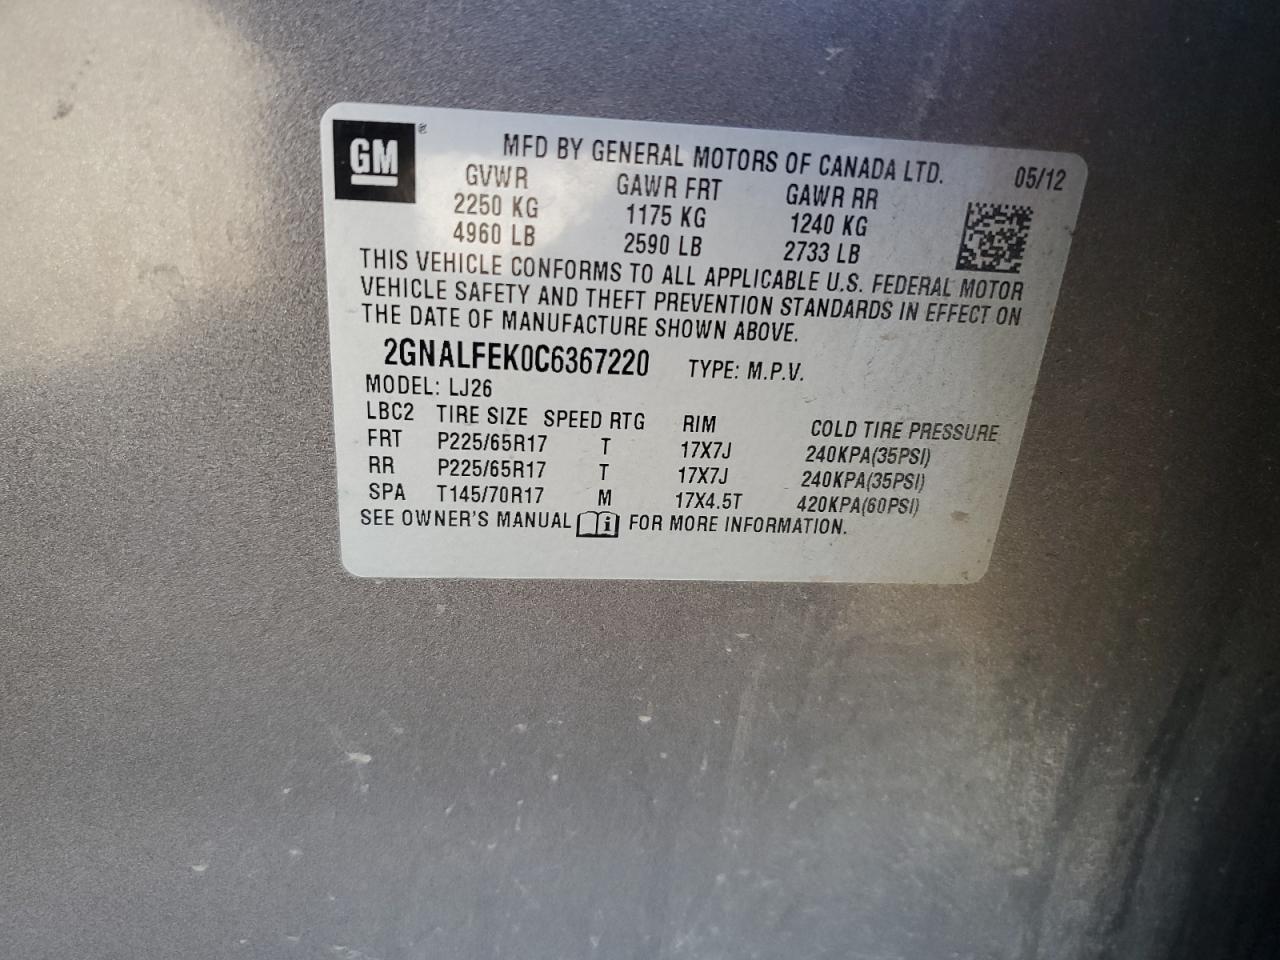 GM ®
MFD BY GENERAL MOTORS OF CANADA LTD. 05/12
GVWR GAWR FRT GAWR RR
2250 KG 1175 KG 1240 KG
4960 LB 2590 LB 2733 LB
THIS VEHICLE CONFORMS TO ALL APPLICABLE U.S. FEDERAL MOTOR
VEHICLE SAFETY AND THEFT PREVENTION STANDARDS IN EFFECT ON
THE DATE OF MANUFACTURE SHOWN ABOVE.
2GNALFEK0C6367220 TYPE: M.P.V.
MODEL: LJ26
LBC2 TIRE SIZE SPEED RTG RIM COLD TIRE PRESSURE
FRT P225/65R17 T 17X7J 240KPA(35PSI)
RR P225/65R17 T 17X7J 240KPA(35PSI)
SPA T145/70R17 M 17X4.5T 420KPA(60PSI)
SEE OWNER'S MANUAL i FOR MORE INFORMATION.